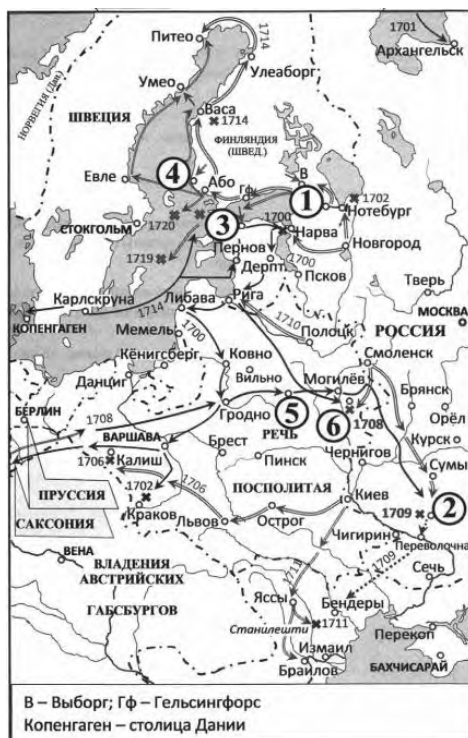 1701
Архангельск
Питео
1714
Улеаборг
НОРВЕГИЯ (Дан.)
Умео
ШВЕЦИЯ
Васа
1714
ФИНЛЯНДИЯ
(ШВЕД.)
Евле
4
Або
Гф
В
1
1702
Нотебург
СТОКГОЛЬМ
1720
3
1700
Нарва
Новгород
1719
Пернов
Дерпт
1700
Псков
Тверь
Карлскруна
1714
КОПЕНГАГЕН
Либава
Рига
МОСКВА
Мемель
1700
1710
Полоцк
РОССИЯ
Кёнигсберг
Ковно
Смоленск
Данциг
Вильно
Могилёв
Брянск
БЕРЛИН
1708
Гродно
5
6
1708
Орёл
ВАРШАВА
Брест
РЕЧЬ
Курск
1706
Калиш
Пинск
Чернигов
Сумы
ПРУССИЯ
1702
1706
ПОСПОЛИТАЯ
Киев
2
САКСОНИЯ
Краков
Львов
Острог
1709
Чигирин
Переволочна
ВЕНА
ВЛАДЕНИЯ
АВСТРИЙСКИХ
ГАБСБУРГОВ
1711
1709
Сечь
Яссы
Бендеры
Станилешти
1711
Перекоп
Измаил
Браилов
БАХЧИСАРАЙ
В – Выборг; Гф – Гельсингфорс
Копенгаген – столица Дании